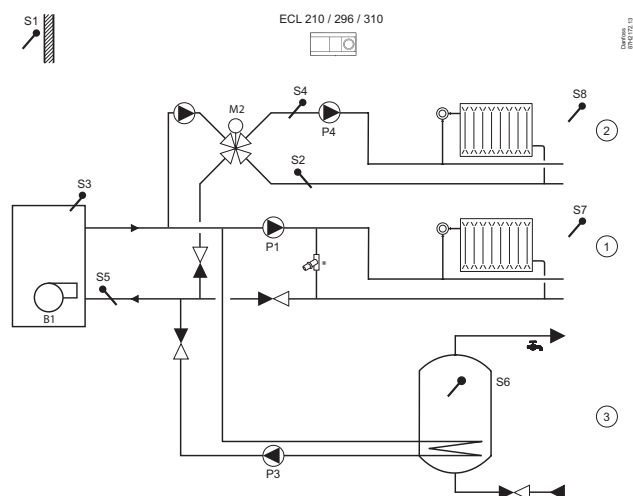 S1
ECL 210 / 296 / 310
Danfoss
87H2172.13
S4
M2
P4
S8
2
S2
S3
S7
P1
1
*
S5
B1
S6
3
P3